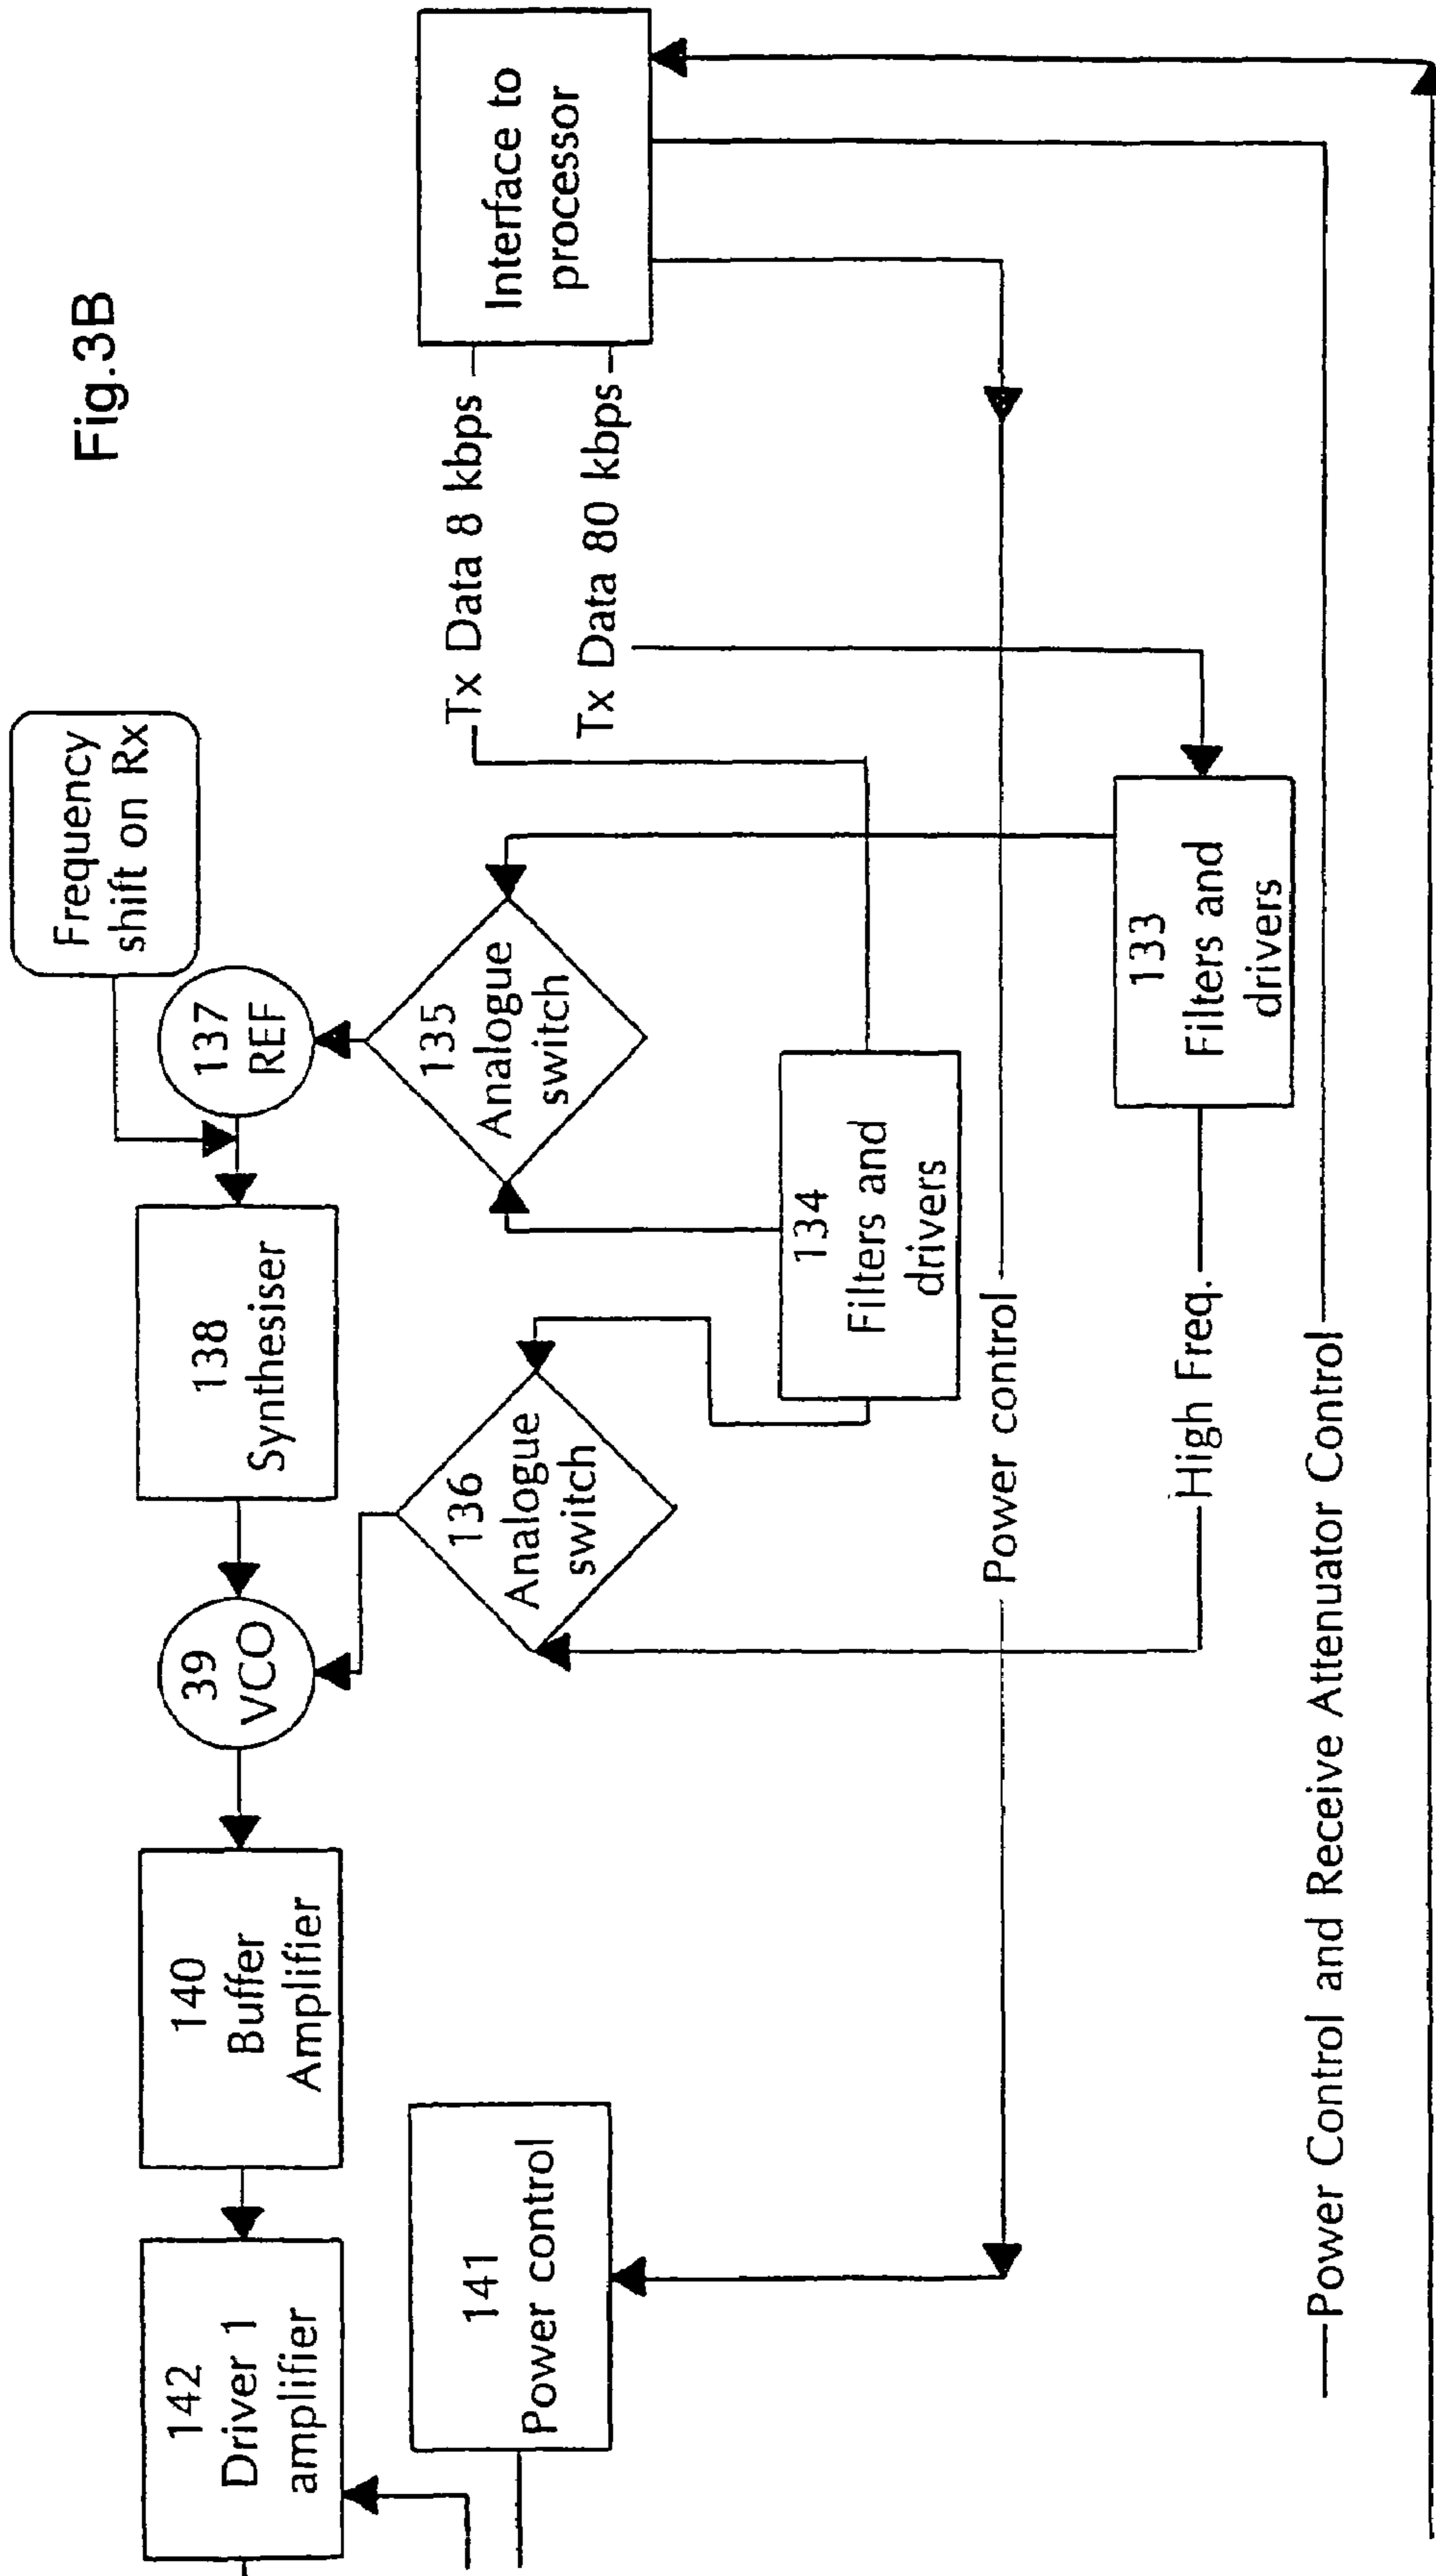 Fig.3B
Frequency
shift on Rx
142
Driver 1
amplifier
140
Buffer
Amplifier
39
VCO
138
Synthesiser
137
REF
141
Power control
136
Analogue
switch
135
Analogue
switch
Tx Data 8 kbps
Tx Data 80 kbps
Interface to
processor
134
Filters and
drivers
Power control
High Freq.
133
Filters and
drivers
Power Control and Receive Attenuator Control